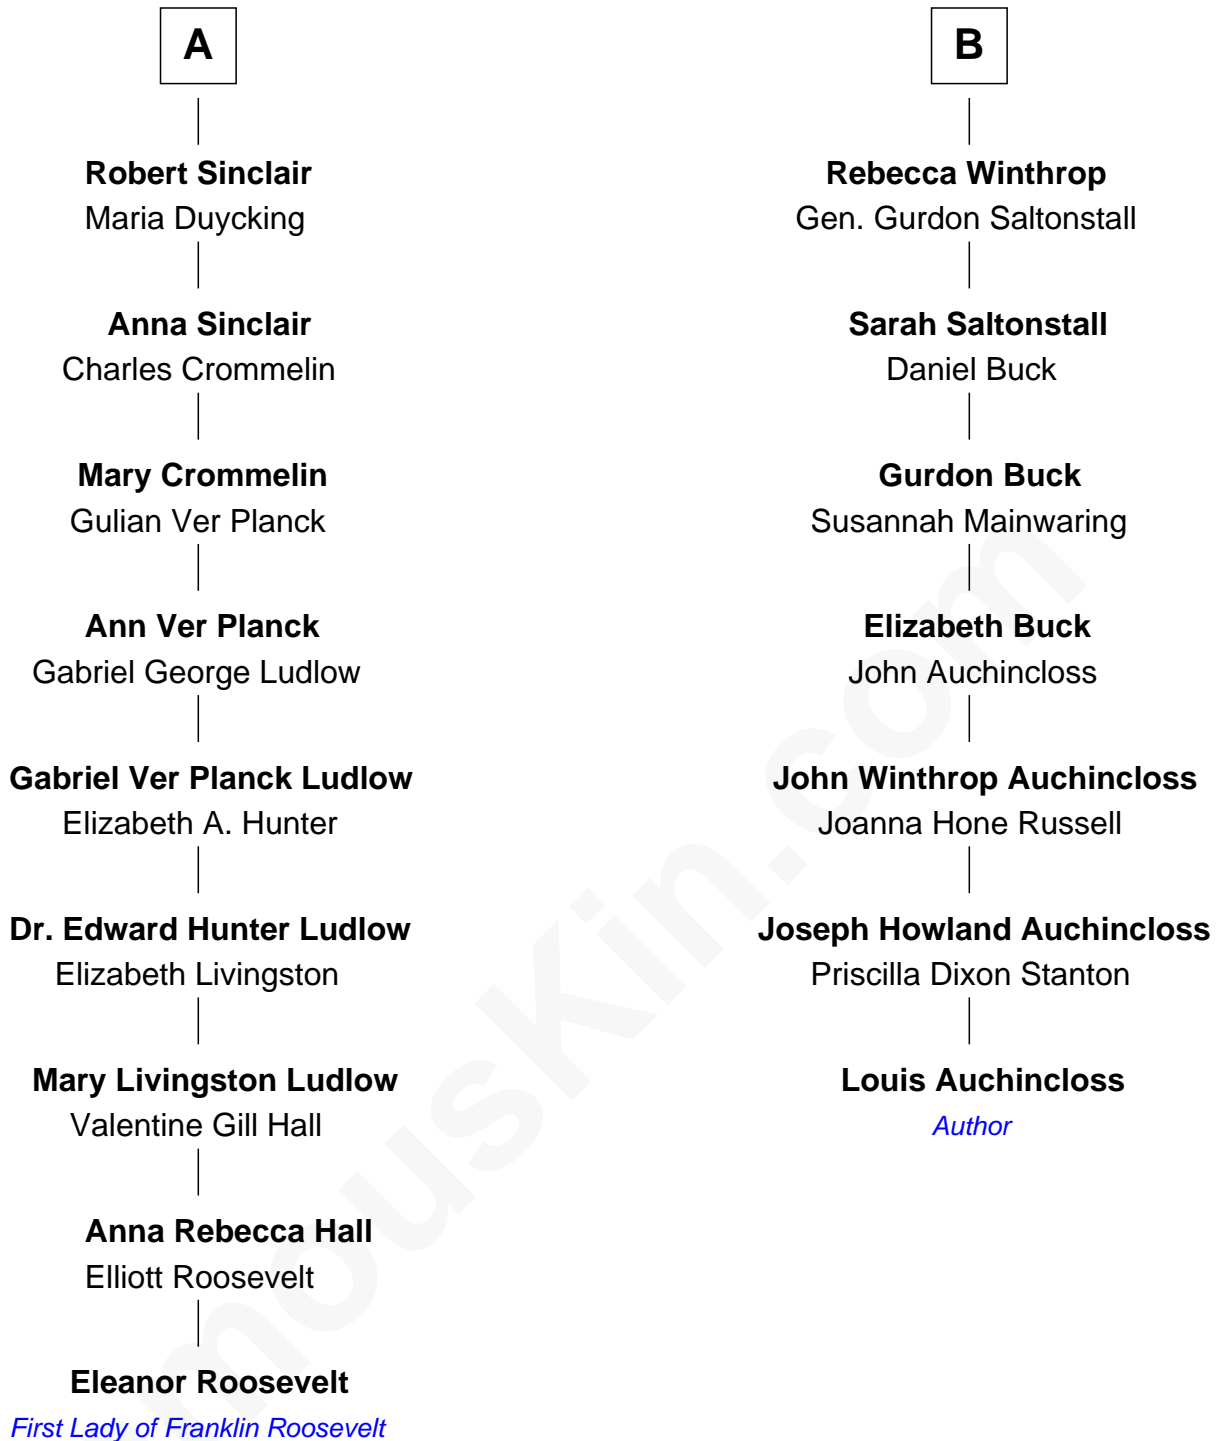 A
Robert Sinclair
Maria Duycking
Anna Sinclair
Charles Crommelin
Mary Crommelin
Gulian Ver Planck
Ann Ver Planck
Gabriel George Ludlow
Gabriel Ver Planck Ludlow
Elizabeth A. Hunter
Dr. Edward Hunter Ludlow
Elizabeth Livingston
Mary Livingston Ludlow
Valentine Gill Hall
Anna Rebecca Hall
Elliott Roosevelt
Eleanor Roosevelt
First Lady of Franklin Roosevelt
B
Rebecca Winthrop
Gen. Gurdon Saltonstall
Sarah Saltonstall
Daniel Buck
Gurdon Buck
Susannah Mainwaring
Elizabeth Buck
John Auchincloss
John Winthrop Auchincloss
Joanna Hone Russell
Joseph Howland Auchincloss
Priscilla Dixon Stanton
Louis Auchincloss
Author
mousKin.com